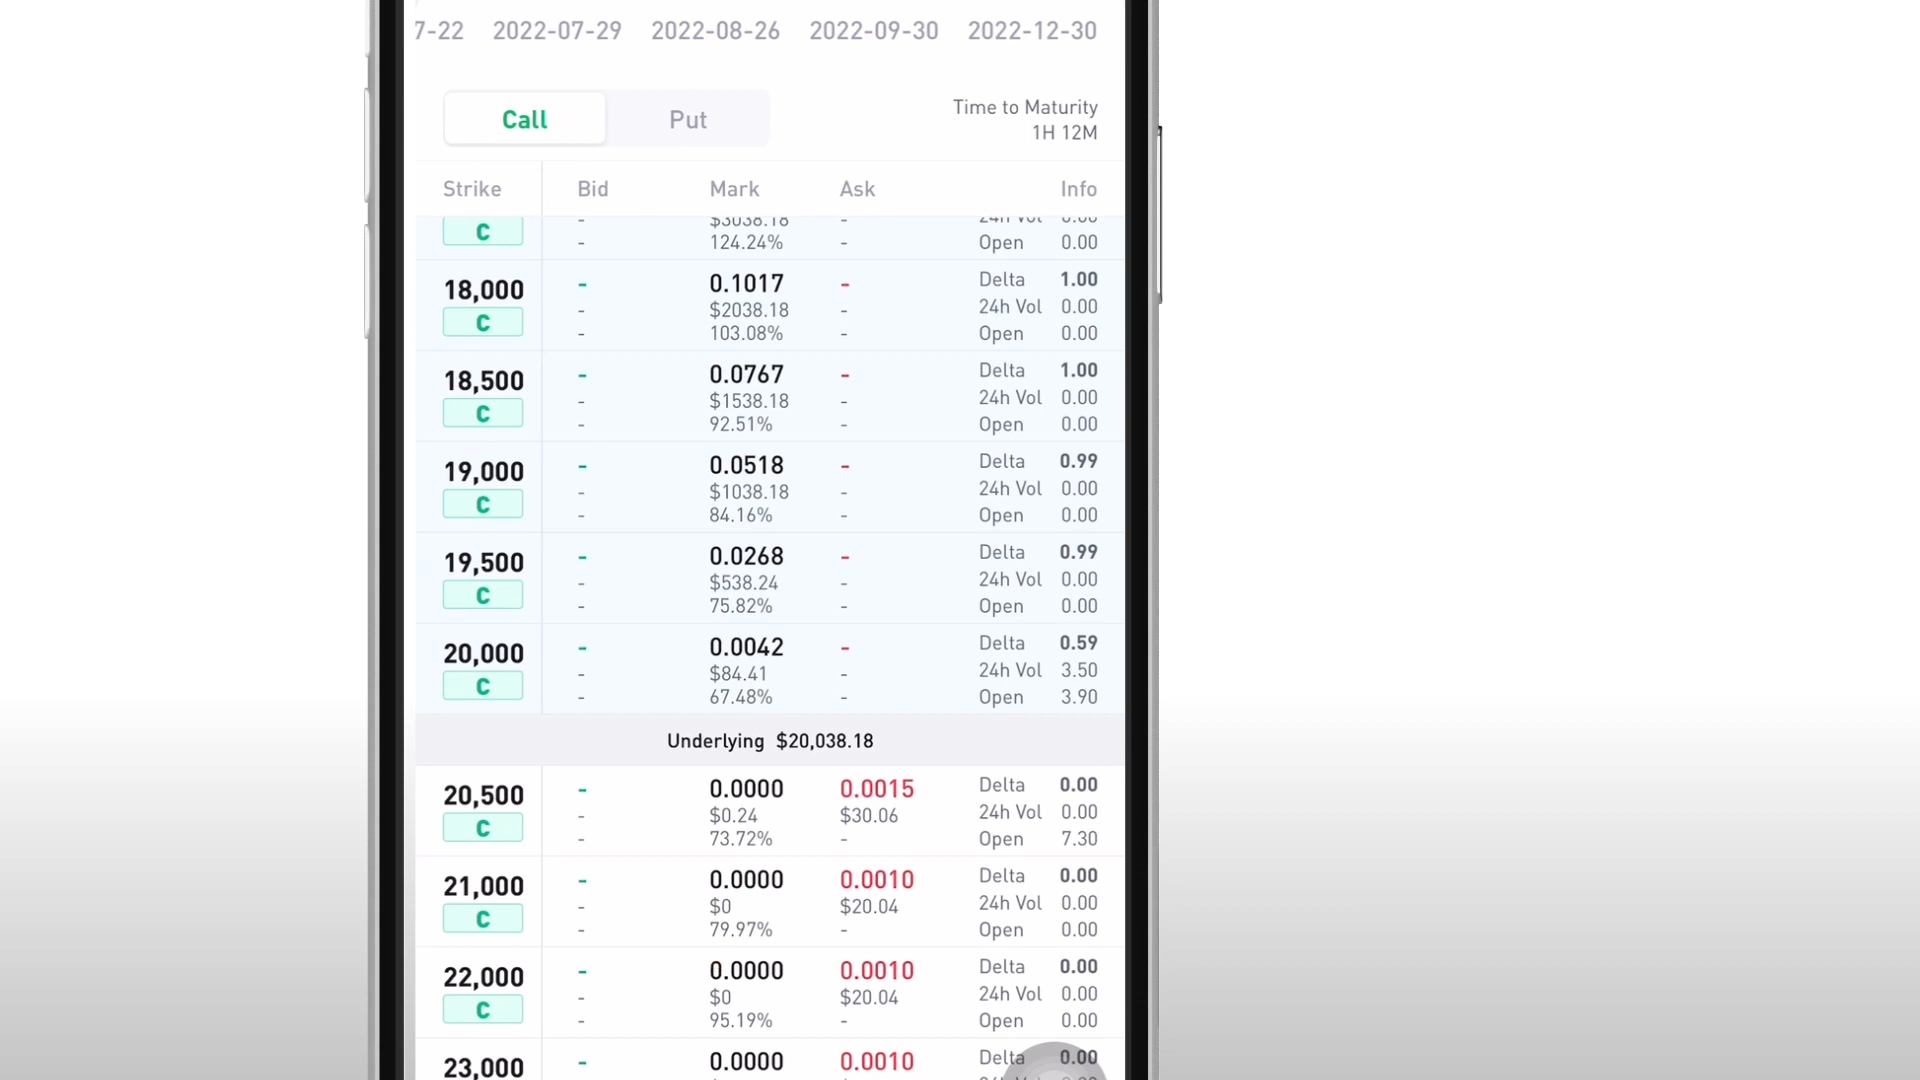 7-22 2022-07-29 2022-08-26 2022-09-30 2022-12-30
Call Put Time to Maturity
1H 12M
Strike Bid Mark Ask Info
C - $3038.18 - 24h Vol 0.00
- 124.24% - Open 0.00
18,000 - 0.1017 - Delta 1.00
- $2038.18 - 24h Vol 0.00
C - 103.08% - Open 0.00
18,500 - 0.0767 - Delta 1.00
- $1538.18 - 24h Vol 0.00
C - 92.51% - Open 0.00
19,000 - 0.0518 - Delta 0.99
- $1038.18 - 24h Vol 0.00
C - 84.16% - Open 0.00
19,500 - 0.0268 - Delta 0.99
- $538.24 - 24h Vol 0.00
C - 75.82% - Open 0.00
20,000 - 0.0042 - Delta 0.59
- $84.41 - 24h Vol 3.50
C - 67.48% - Open 3.90
Underlying $20,038.18
20,500 - 0.0000 0.0015 Delta 0.00
- $0.24 $30.06 24h Vol 0.00
C - 73.72% - Open 7.30
21,000 - 0.0000 0.0010 Delta 0.00
- $0 $20.04 24h Vol 0.00
C - 79.97% - Open 0.00
22,000 - 0.0000 0.0010 Delta 0.00
- $0 $20.04 24h Vol 0.00
C - 95.19% - Open 0.00
23,000 - 0.0000 0.0010 Delta 0.00